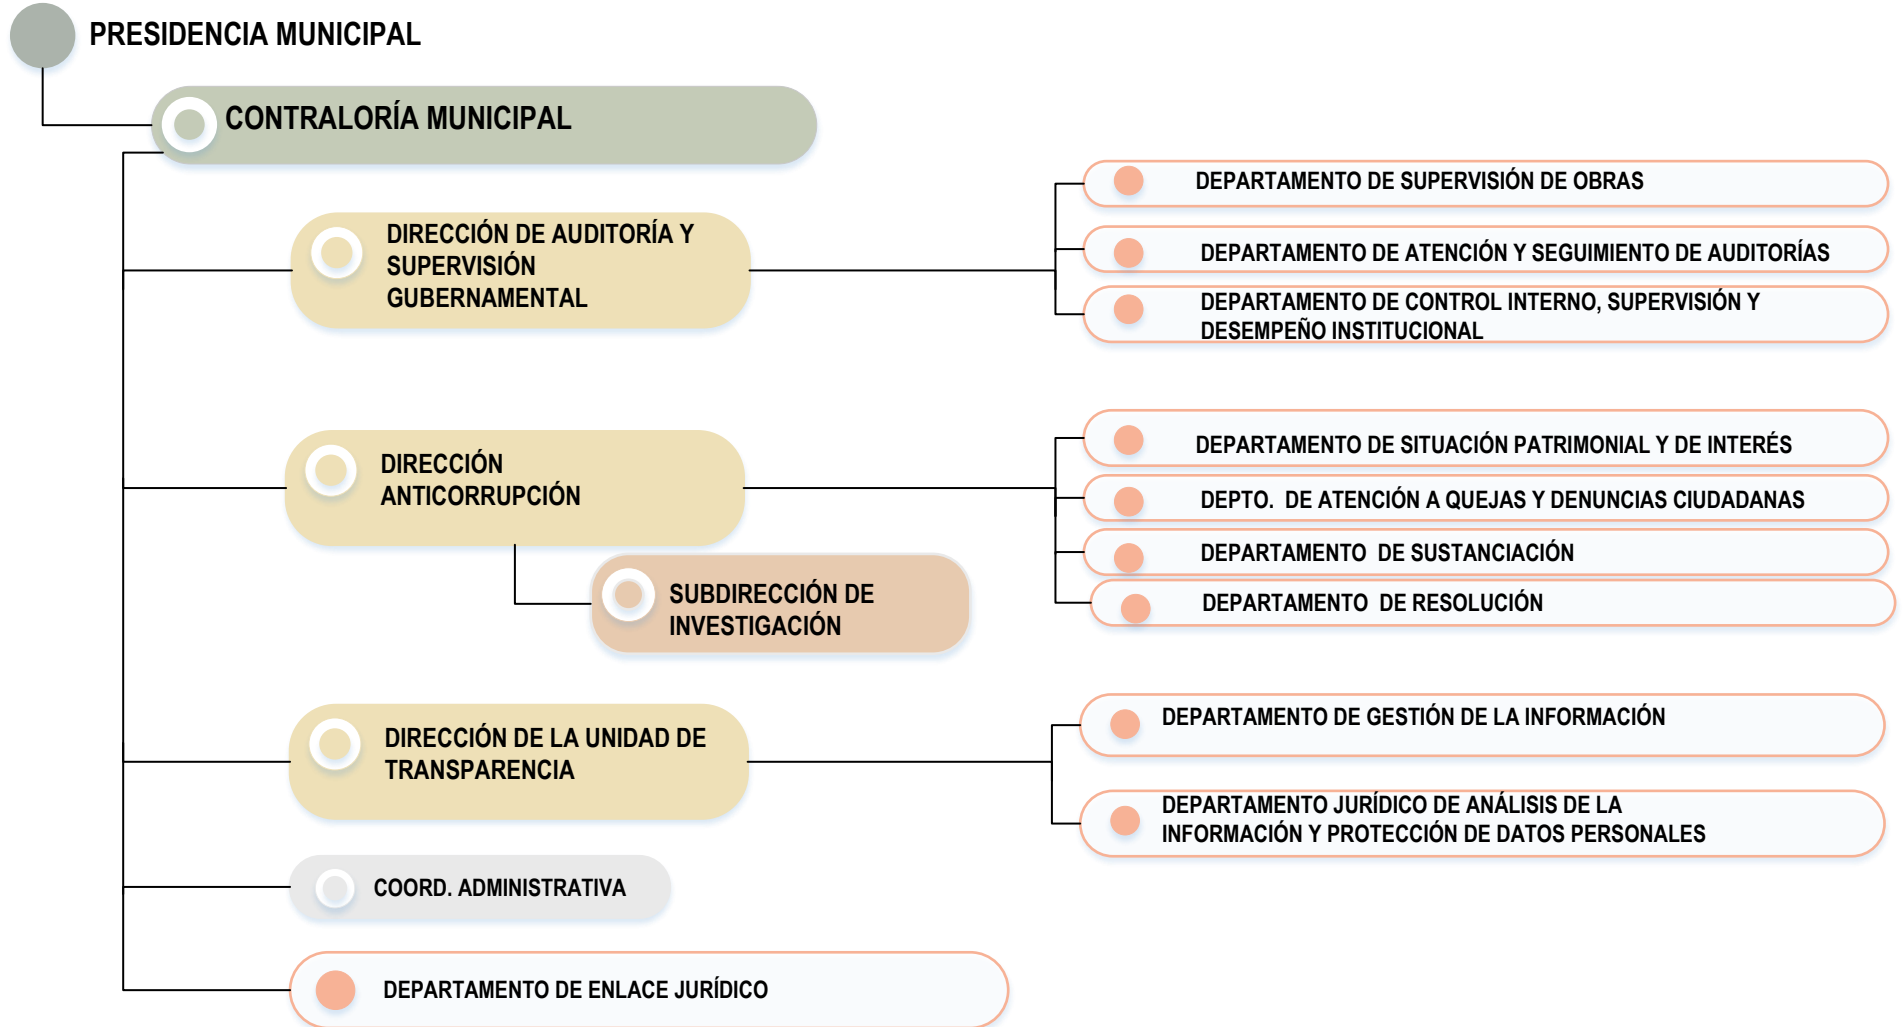 PRESIDENCIA MUNICIPAL
CONTRALORÍA MUNICIPAL
DIRECCIÓN DE AUDITORÍA Y
SUPERVISIÓN
GUBERNAMENTAL
DEPARTAMENTO DE SUPERVISIÓN DE OBRAS
DEPARTAMENTO DE ATENCIÓN Y SEGUIMIENTO DE AUDITORÍAS
DEPARTAMENTO DE CONTROL INTERNO, SUPERVISIÓN Y
DESEMPEÑO INSTITUCIONAL
DIRECCIÓN
ANTICORRUPCIÓN
SUBDIRECCIÓN DE
INVESTIGACIÓN
DEPARTAMENTO DE SITUACIÓN PATRIMONIAL Y DE INTERÉS
DEPTO. DE ATENCIÓN A QUEJAS Y DENUNCIAS CIUDADANAS
DEPARTAMENTO DE SUSTANCIACIÓN
DEPARTAMENTO DE RESOLUCIÓN
DIRECCIÓN DE LA UNIDAD DE
TRANSPARENCIA
DEPARTAMENTO DE GESTIÓN DE LA INFORMACIÓN
DEPARTAMENTO JURÍDICO DE ANÁLISIS DE LA
INFORMACIÓN Y PROTECCIÓN DE DATOS PERSONALES
COORD. ADMINISTRATIVA
DEPARTAMENTO DE ENLACE JURÍDICO